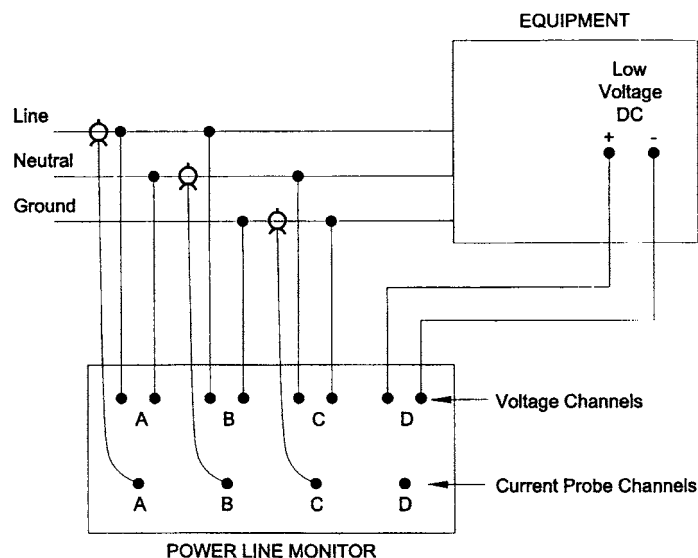 EQUIPMENT
Low
Voltage
DC
+ -
Line
Neutral
Ground
A B C D
Voltage Channels
Current Probe Channels
A B C D
POWER LINE MONITOR